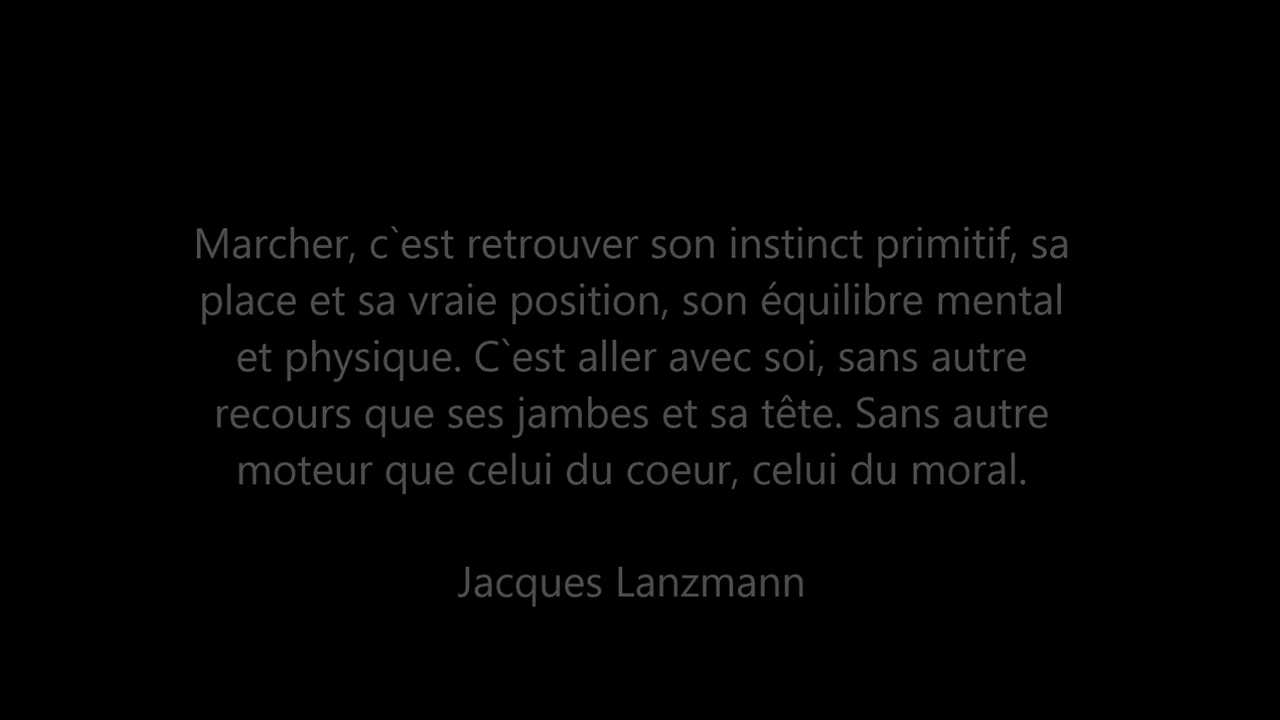 Marcher, c`est retrouver son instinct primitif, sa
place et sa vraie position, son équilibre mental
et physique. C`est aller avec soi, sans autre
recours que ses jambes et sa tête. Sans autre
moteur que celui du coeur, celui du moral.
Jacques Lanzmann